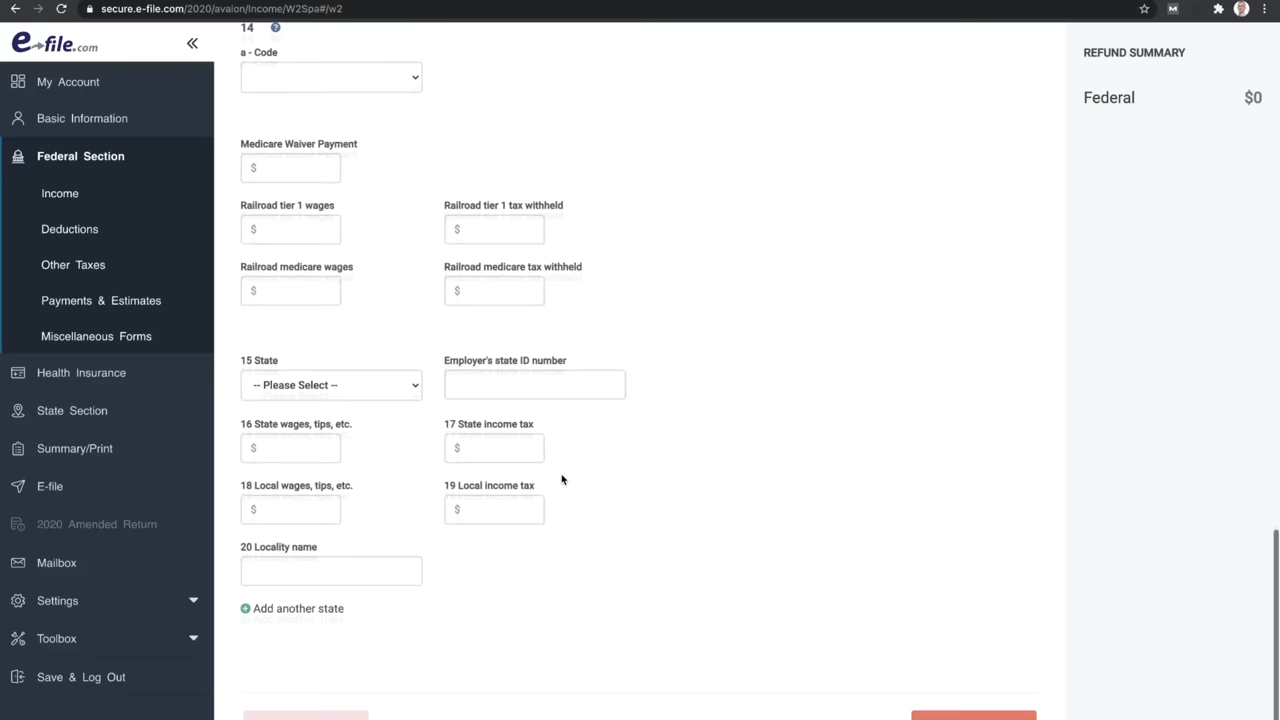 secure.e-file.com/2020/avalon/Income/W2Spa#/w2
e-file.com
My Account
Basic Information
Federal Section
Income
Deductions
Other Taxes
Payments & Estimates
Miscellaneous Forms
Health Insurance
State Section
Summary/Print
E-file
2020 Amended Return
Mailbox
Settings
Toolbox
Save & Log Out
14 ?
a - Code
Medicare Waiver Payment
$
Railroad tier 1 wages Railroad tier 1 tax withheld
$ $
Railroad medicare wages Railroad medicare tax withheld
$ $
15 State Employer's state ID number
-- Please Select --
16 State wages, tips, etc. 17 State income tax
$ $
18 Local wages, tips, etc. 19 Local income tax
$ $
20 Locality name
Add another state
REFUND SUMMARY
Federal $0